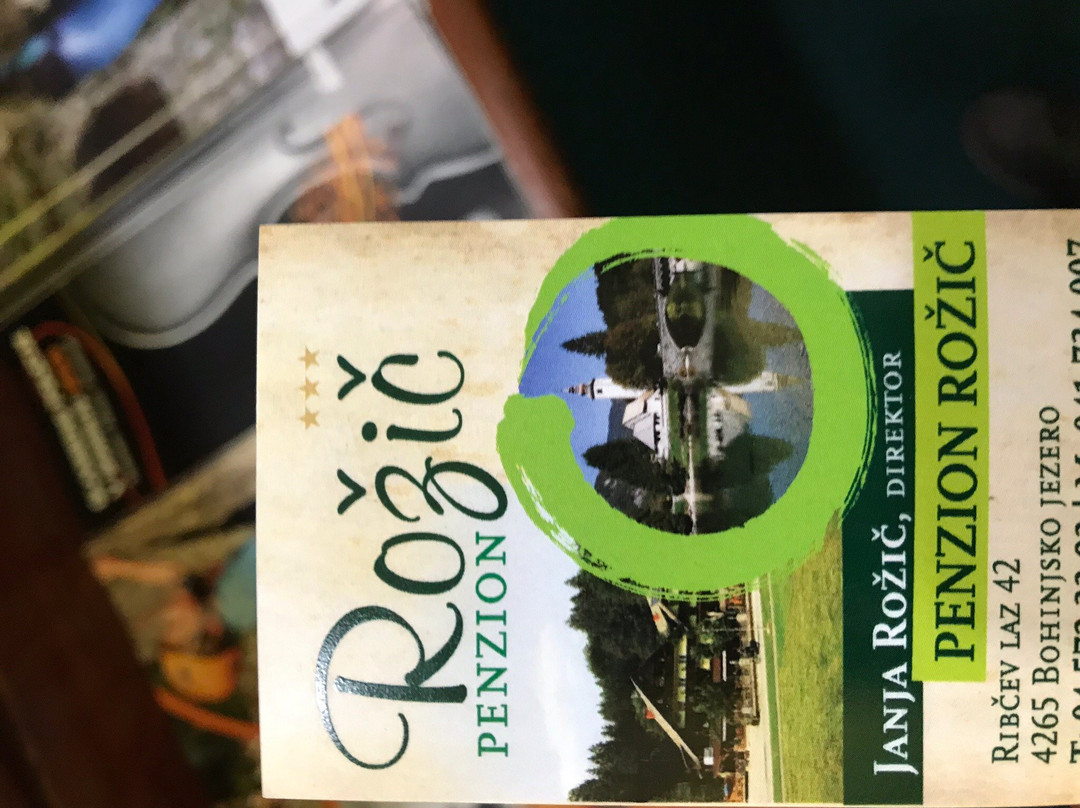 Rožič
PENZION
JANJA ROŽIČ, DIREKTOR
PENZION ROŽIČ
RIBČEV LAZ 42
4265 BOHINJSKO JEZERO